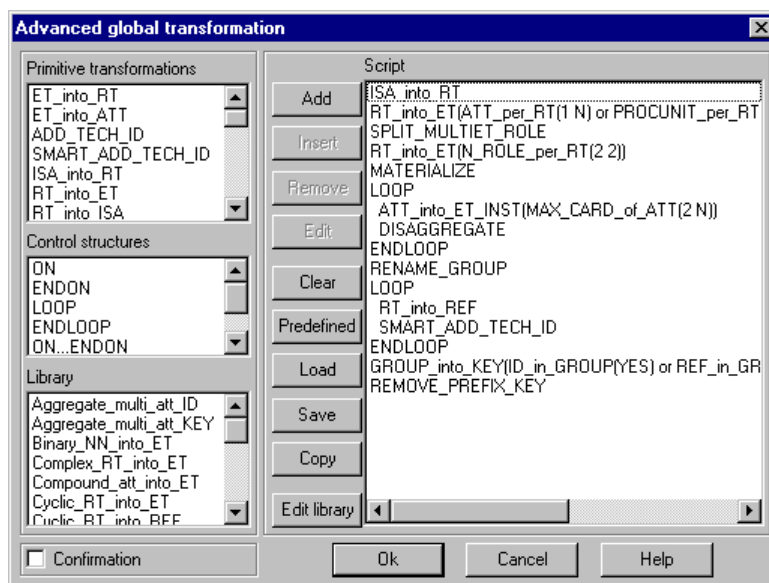 Advanced global transformation
Primitive transformations
ET_into_RT
ET_into_ATT
ADD_TECH_ID
SMART_ADD_TECH_ID
ISA_into_RT
RT_into_ET
RT_into_ISA
Control structures
ON
ENDON
LOOP
ENDLOOP
ON...ENDON
Library
Aggregate_multi_att_ID
Aggregate_multi_att_KEY
Binary_NN_into_ET
Complex_RT_into_ET
Compound_att_into_ET
Cyclic_RT_into_ET
Cyclic_RT_into_REF
Confirmation
Add
Insert
Remove
Edit
Clear
Predefined
Load
Save
Copy
Edit library
Script
ISA_into_RT
RT_into_ET(ATT_per_RT(1 N) or PROCUNIT_per_RT
SPLIT_MULTIET_ROLE
RT_into_ET(N_ROLE_per_RT(2 2))
MATERIALIZE
LOOP
ATT_into_ET_INST(MAX_CARD_of_ATT(2 N))
DISAGGREGATE
ENDLOOP
RENAME_GROUP
LOOP
RT_into_REF
SMART_ADD_TECH_ID
ENDLOOP
GROUP_into_KEY(ID_in_GROUP(YES) or REF_in_GR
REMOVE_PREFIX_KEY
Ok
Cancel
Help